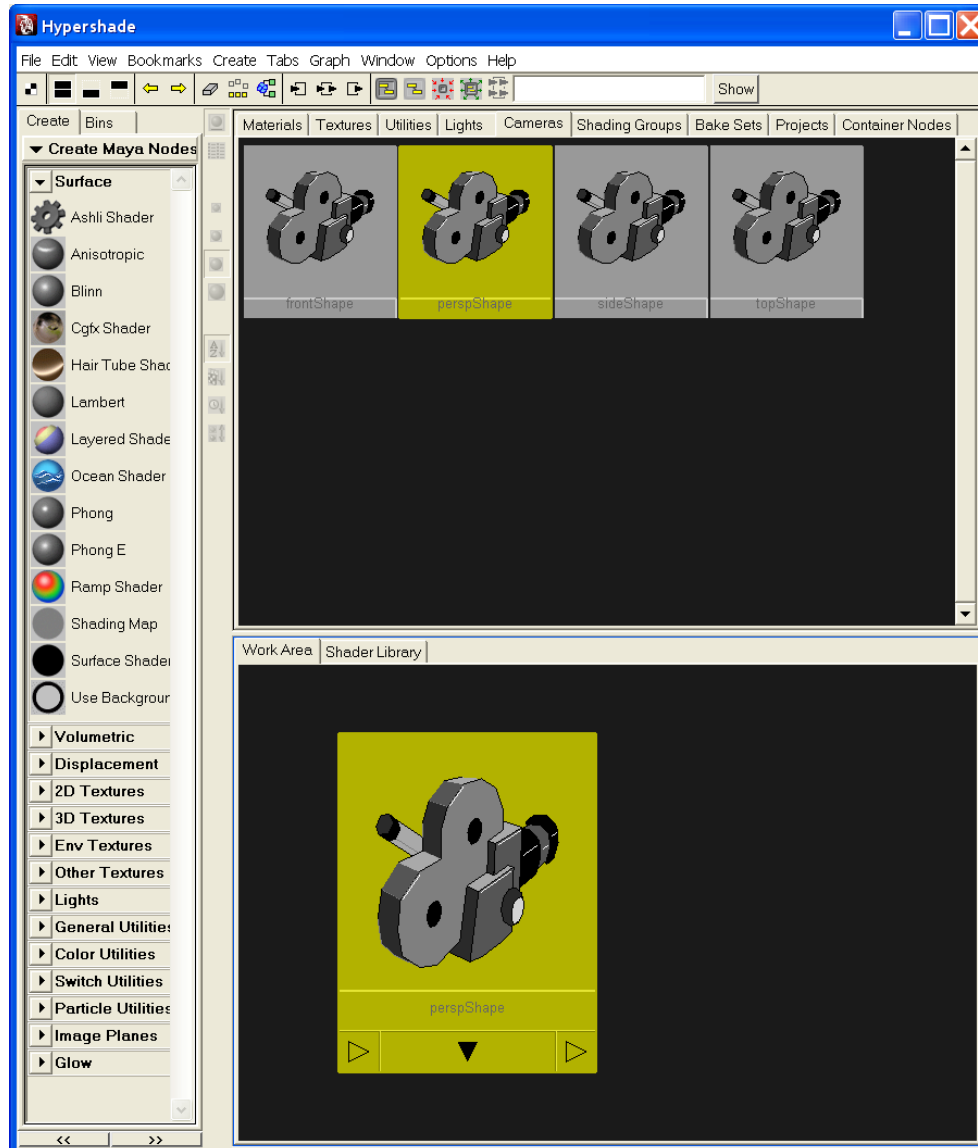 Hypershade
File Edit View Bookmarks Create Tabs Graph Window Options Help
Show
Create Bins
Materials Textures Utilities Lights Cameras Shading Groups Bake Sets Projects Container Nodes
Create Maya Nodes
Surface
Ashli Shader
Anisotropic
Blinn
Cgfx Shader
Hair Tube Shad
Lambert
Layered Shade
Ocean Shader
Phong
Phong E
Ramp Shader
Shading Map
Surface Shader
Use Backgrour
Volumetric
Displacement
2D Textures
3D Textures
Env Textures
Other Textures
Lights
General Utilities
Color Utilities
Switch Utilities
Particle Utilities
Image Planes
Glow
<< >>
frontShape perspShape sideShape topShape
Work Area Shader Library
perspShape